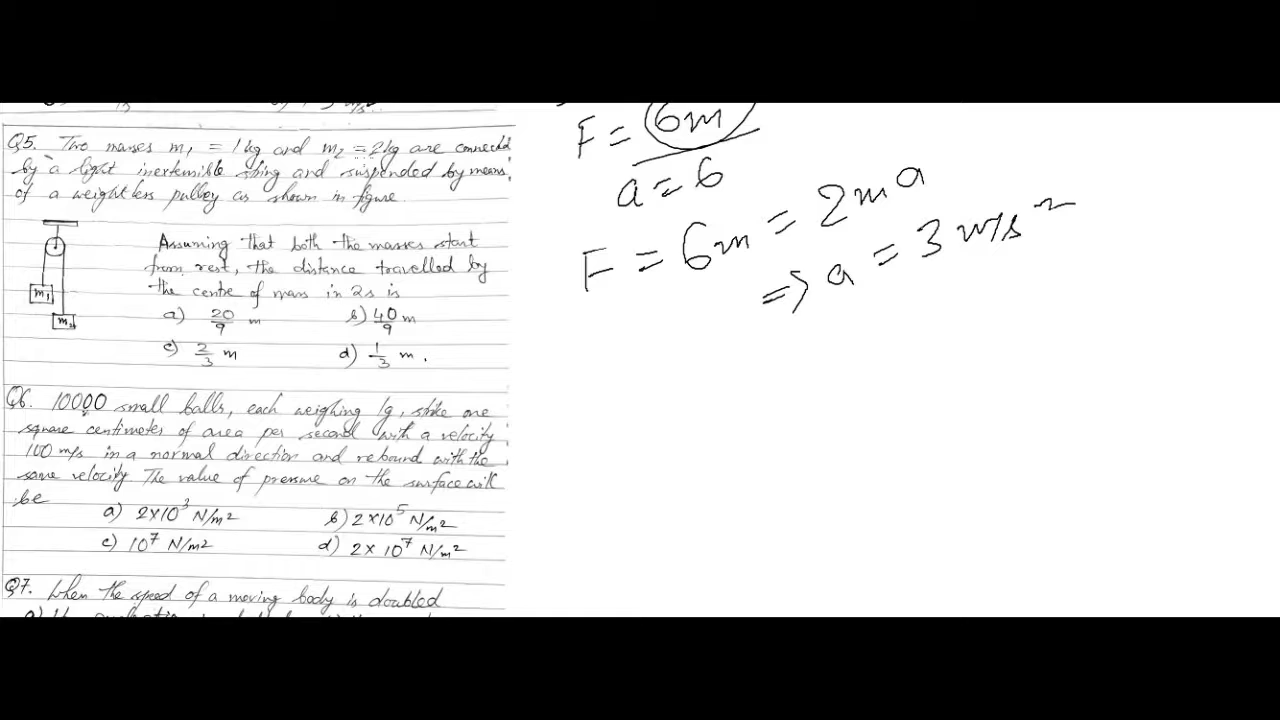 Q5. Two masses m₁ = 1 kg and m₂ = 2 kg are connected
by a light inextensible string and suspended by means
of a weightless pulley as shown in figure.
Assuming that both the masses start
from rest, the distance travelled by
the centre of mass in 2s is
a) 20/9 m b) 40/9 m
c) 2/3 m d) 1/3 m.
m₁
m₂
Q6. 10000 small balls, each weighing 1g, strike one
square centimeter of area per second with a velocity
100 m/s in a normal direction and rebound with the
same velocity. The value of pressure on the surface will
be
a) 2×10³ N/m² b) 2×10⁵ N/m²
c) 10⁷ N/m² d) 2×10⁷ N/m²
Q7. When the speed of a moving body is doubled
F = 6m
a = 6
F = 6m = 2ma
⇒ a = 3 m/s²